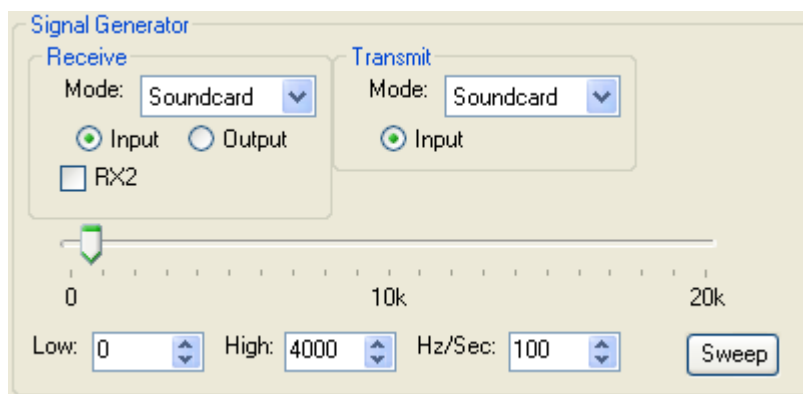 Signal Generator
Receive
Mode: Soundcard
Input Output
RX2
Transmit
Mode: Soundcard
Input
0 10k 20k
Low: 0 High: 4000 Hz/Sec: 100 Sweep